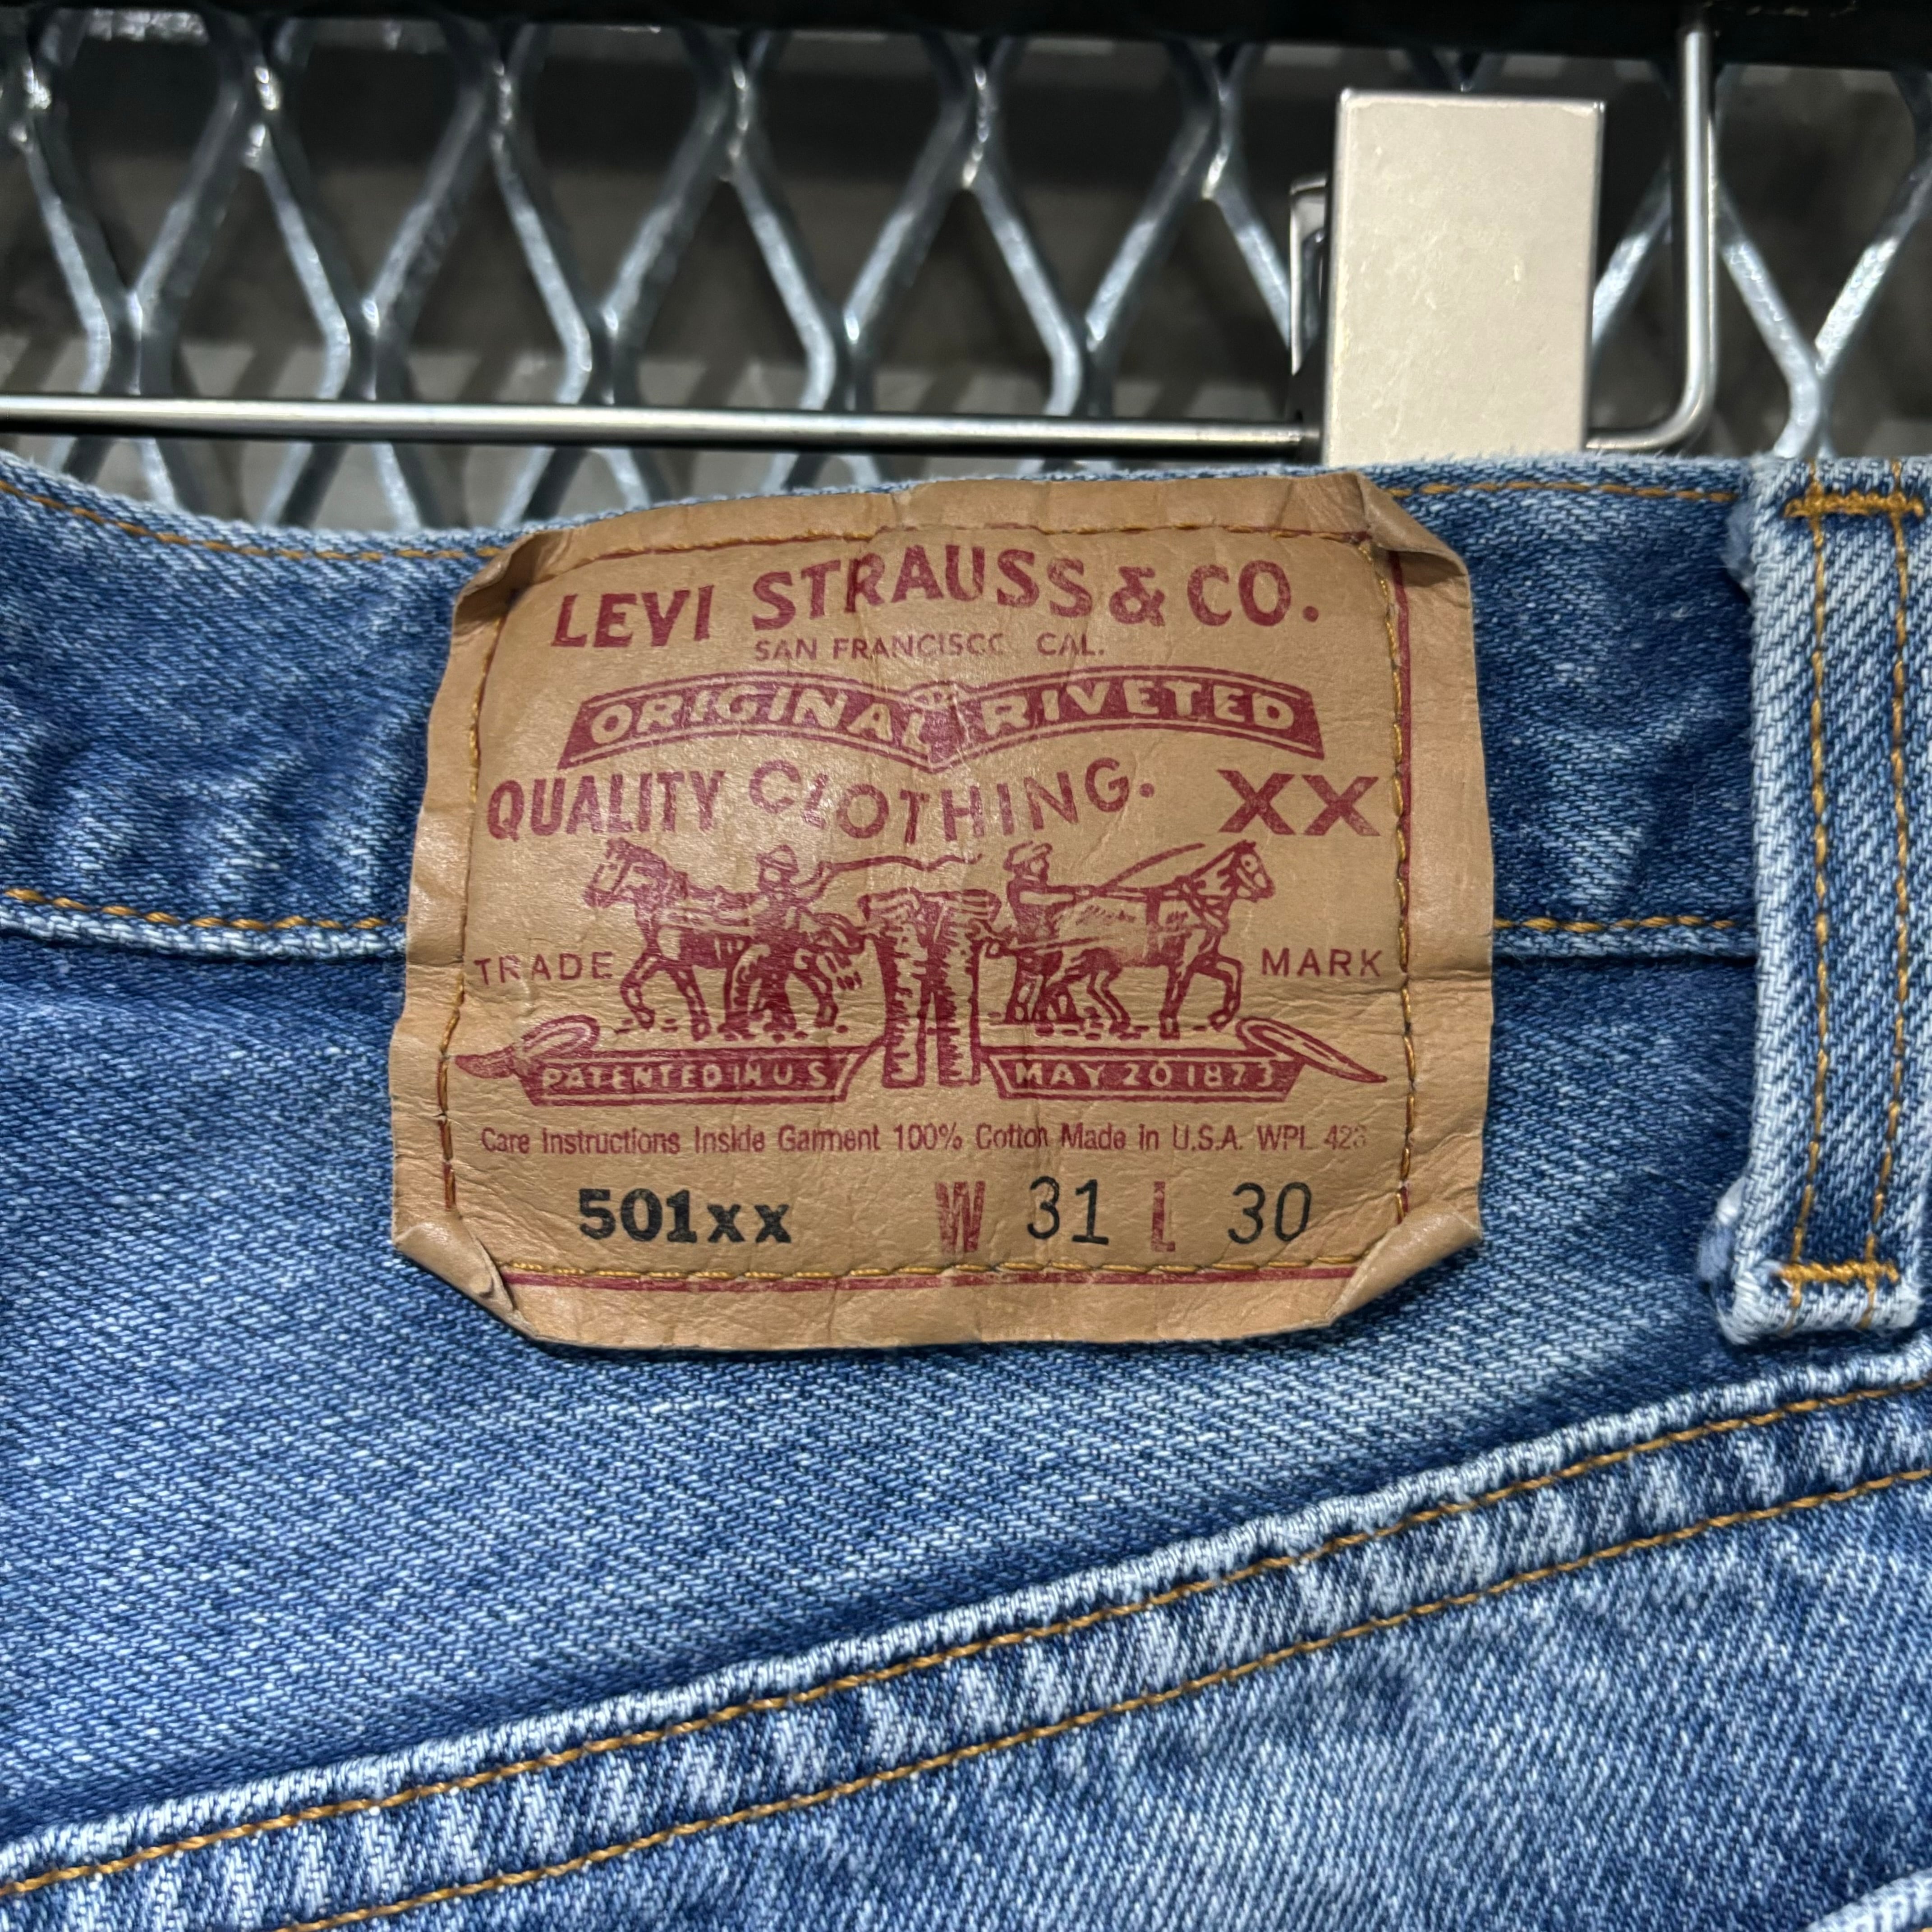 LEVI STRAUSS & CO.
SAN FRANCISCO CAL.
ORIGINAL RIVETED
QUALITY CLOTHING. XX
TRADE MARK
PATENTED IN U S MAY 20 1873
Care Instructions Inside Garment 100% Cotton Made in U.S.A. WPL 423
501xx W 31 L 30